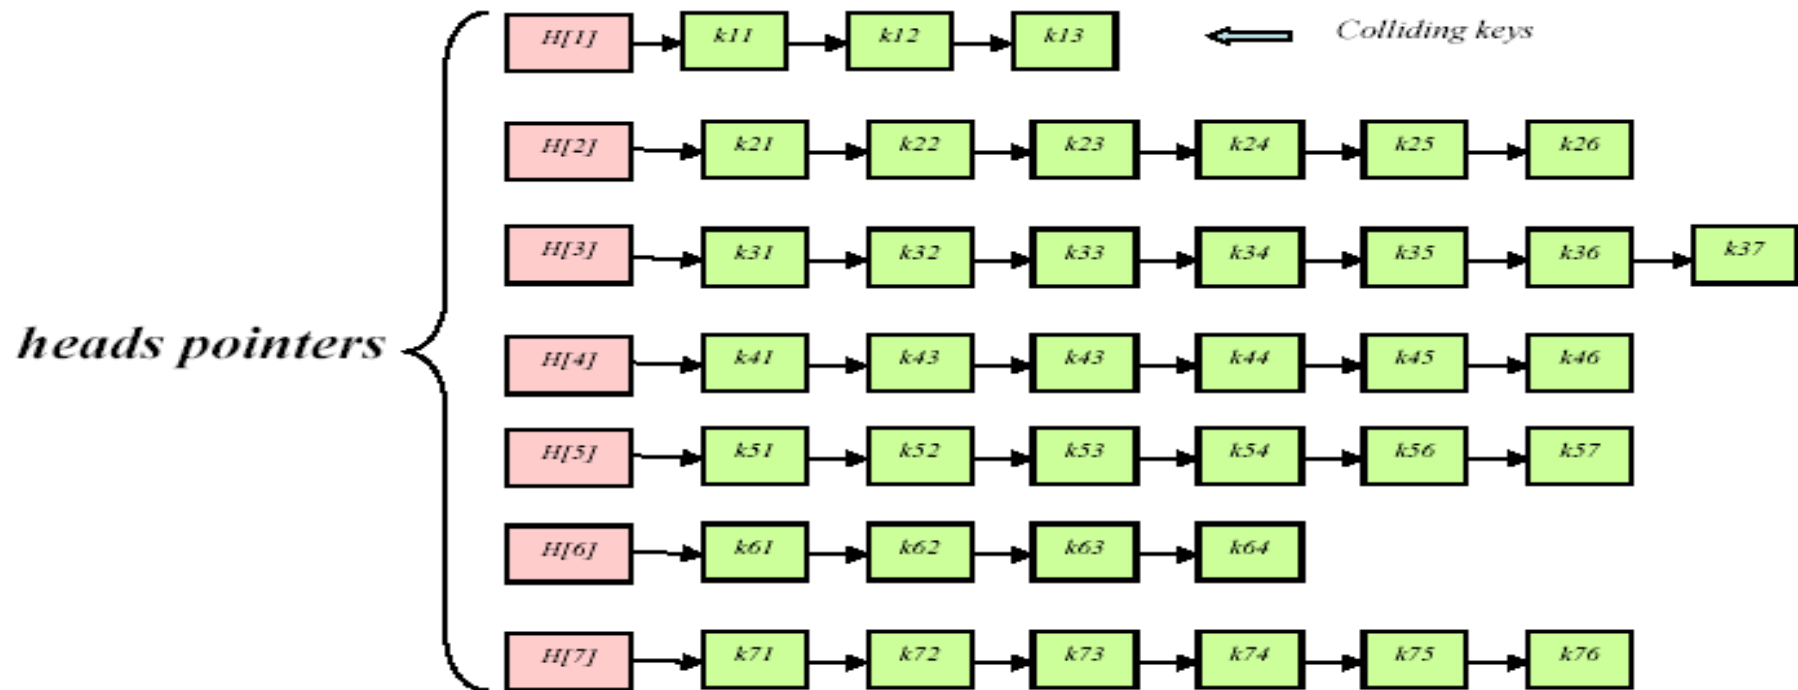 H[1] k11 k12 k13 Colliding keys
H[2] k21 k22 k23 k24 k25 k26
H[3] k31 k32 k33 k34 k35 k36 k37
heads pointers
H[4] k41 k43 k43 k44 k45 k46
H[5] k51 k52 k53 k54 k56 k57
H[6] k61 k62 k63 k64
H[7] k71 k72 k73 k74 k75 k76